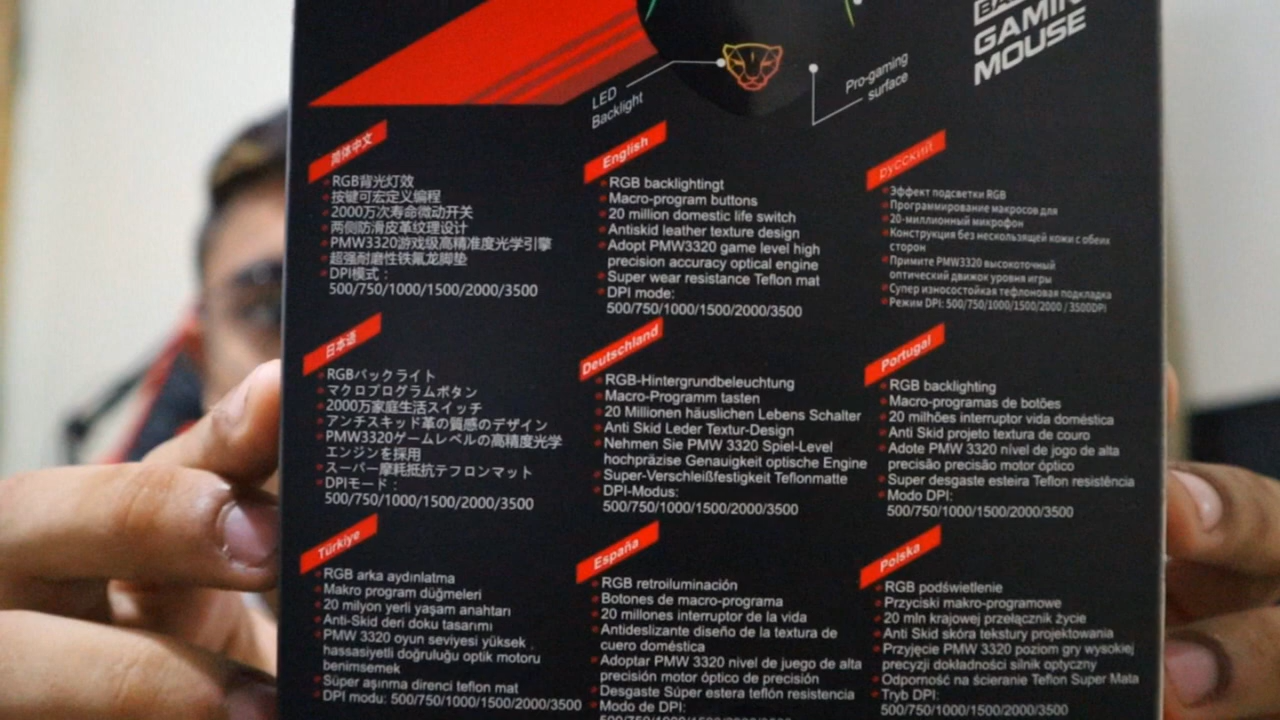 GAMING
MOUSE
LED
Backlight
Pro-gaming
surface
简体中文
RGB背光灯效
按键可宏定义编程
2000万次寿命微动开关
两侧防滑皮革纹理设计
PMW3320游戏级高精准度光学引擎
超强耐磨性铁氟龙脚垫
DPI模式：
500/750/1000/1500/2000/3500
English
RGB backlightingt
Macro-program buttons
20 million domestic life switch
Antiskid leather texture design
Adopt PMW3320 game level high
precision accuracy optical engine
Super wear resistance Teflon mat
DPI mode:
500/750/1000/1500/2000/3500
русский
Эффект подсветки RGB
Программирование макросов для
20-миллионный микрофон
Конструкция без нескользящей кожи с обеих
сторон
Примите PMW3320 высокоточный
оптический движок уровня игры
Супер износостойкая тефлоновая подкладка
Режим DPI: 500/750/1000/1500/2000 / 3500DPI
日本语
RGBバックライト
マクロプログラムボタン
2000万家庭生活スイッチ
アンチスキッド革の質感のデザイン
PMW3320ゲームレベルの高精度光学
エンジンを採用
スーパー摩耗抵抗テフロンマット
DPIモード：
500/750/1000/1500/2000/3500
Deutschland
RGB-Hintergrundbeleuchtung
Macro-Programm tasten
20 Millionen häuslichen Lebens Schalter
Anti Skid Leder Textur-Design
Nehmen Sie PMW 3320 Spiel-Level
hochpräzise Genauigkeit optische Engine
Super-Verschleißfestigkeit Teflonmatte
DPI-Modus:
500/750/1000/1500/2000/3500
Portugal
RGB backlighting
Macro-programas de botões
20 milhões interruptor vida doméstica
Anti Skid projeto textura de couro
Adote PMW 3320 nível de jogo de alta
precisão precisão motor óptico
Super desgaste esteira Teflon resistência
Modo DPI:
500/750/1000/1500/2000/3500
Türkiye
RGB arka aydınlatma
Makro program düğmeleri
20 milyon yerli yaşam anahtarı
Anti-Skid deri doku tasarımı
PMW 3320 oyun seviyesi yüksek
hassasiyetli doğruluğu optik motoru
benimsemek
Süper aşınma direnci teflon mat
DPI modu: 500/750/1000/1500/2000/3500
España
RGB retroiluminación
Botones de macro-programa
20 millones interruptor de la vida
Antideslizante diseño de la textura de
cuero doméstica
Adoptar PMW 3320 nivel de juego de alta
precisión motor óptico de precisión
Desgaste Súper estera teflón resistencia
Modo de DPI:
Polska
RGB podświetlenie
Przyciski makro-programowe
20 mln krajowej przełącznik życie
Anti Skid skóra tekstury projektowania
Przyjęcie PMW 3320 poziom gry wysokiej
precyzji dokładności silnik optyczny
Odporność na ścieranie Teflon Super Mata
Tryb DPI:
500/750/1000/1500/2000/3500